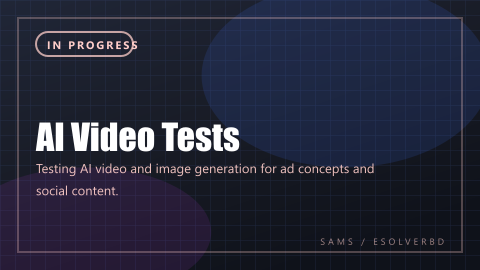 IN PROGRESS
AI Video Tests
Testing AI video and image generation for ad concepts and
social content.
SAMS / ESOLVERBD